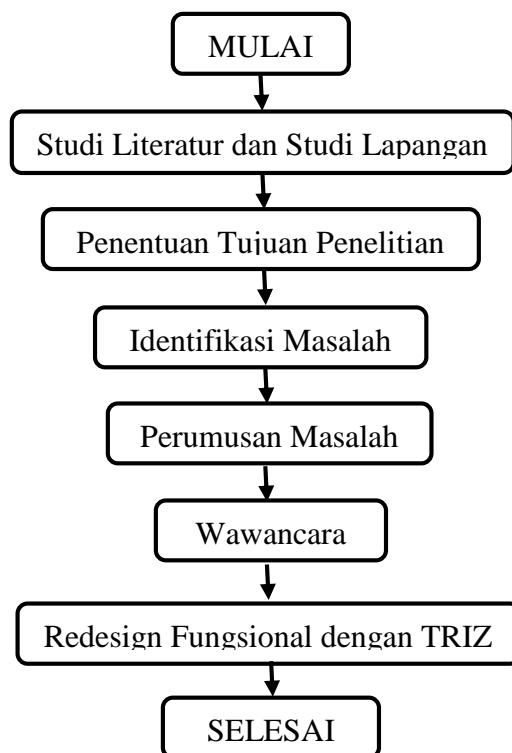 MULAI
Studi Literatur dan Studi Lapangan
Penentuan Tujuan Penelitian
Identifikasi Masalah
Perumusan Masalah
Wawancara
Redesign Fungsional dengan TRIZ
SELESAI